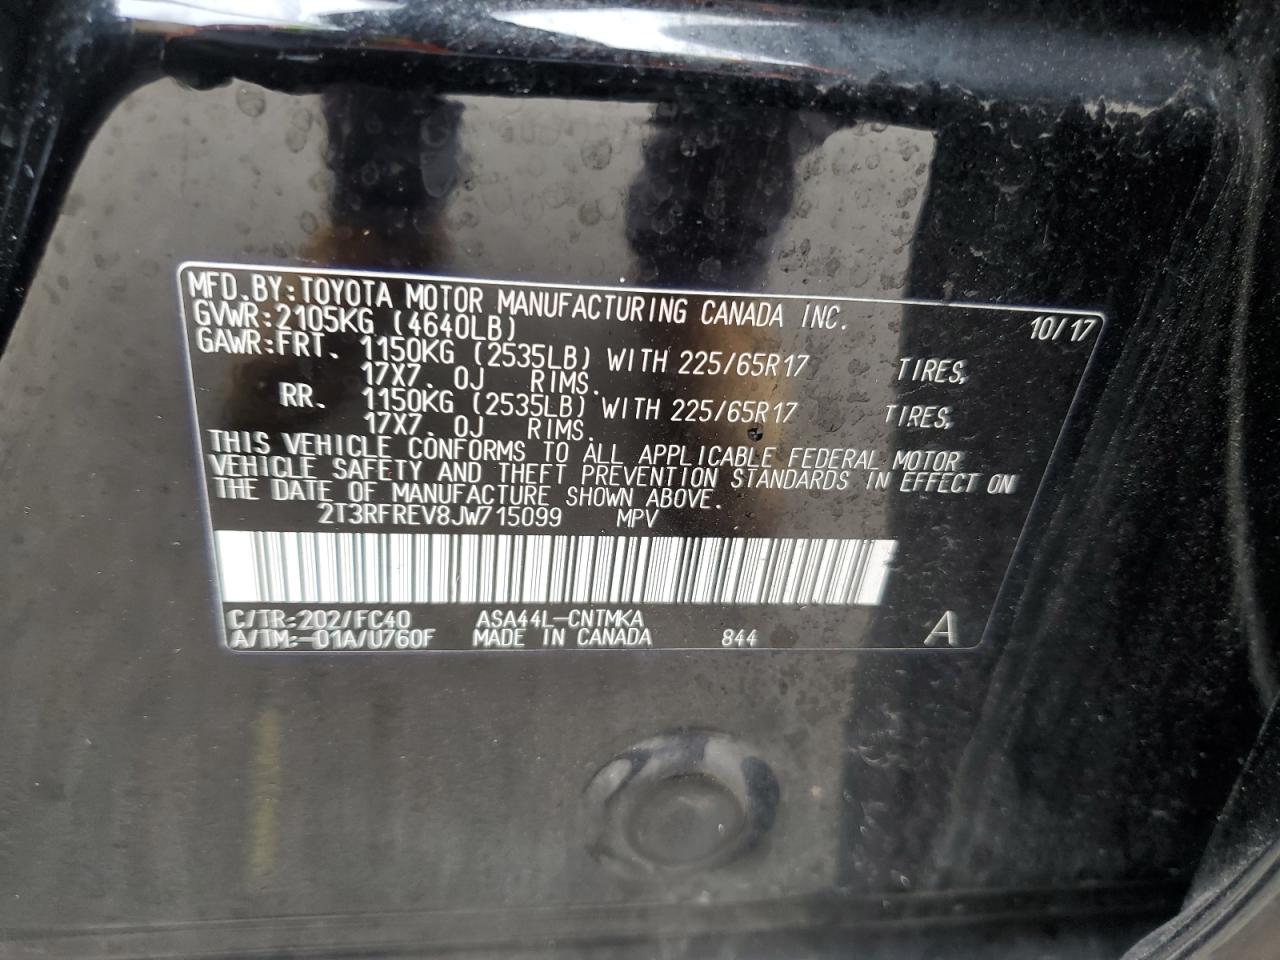 MFD.BY:TOYOTA MOTOR MANUFACTURING CANADA INC. 10/17
GVWR:2105KG (4640LB)
GAWR:FRT. 1150KG (2535LB) WITH 225/65R17 TIRES,
17X7.0J RIMS.
RR. 1150KG (2535LB) WITH 225/65R17 TIRES,
17X7.0J RIMS.
THIS VEHICLE CONFORMS TO ALL APPLICABLE FEDERAL MOTOR
VEHICLE SAFETY AND THEFT PREVENTION STANDARDS IN EFFECT ON
THE DATE OF MANUFACTURE SHOWN ABOVE.
2T3RFREV8JW715099 MPV
C/TR:202/FC40 ASA44L-CNTMKA
A/TM:-01A/U760F MADE IN CANADA 844 A